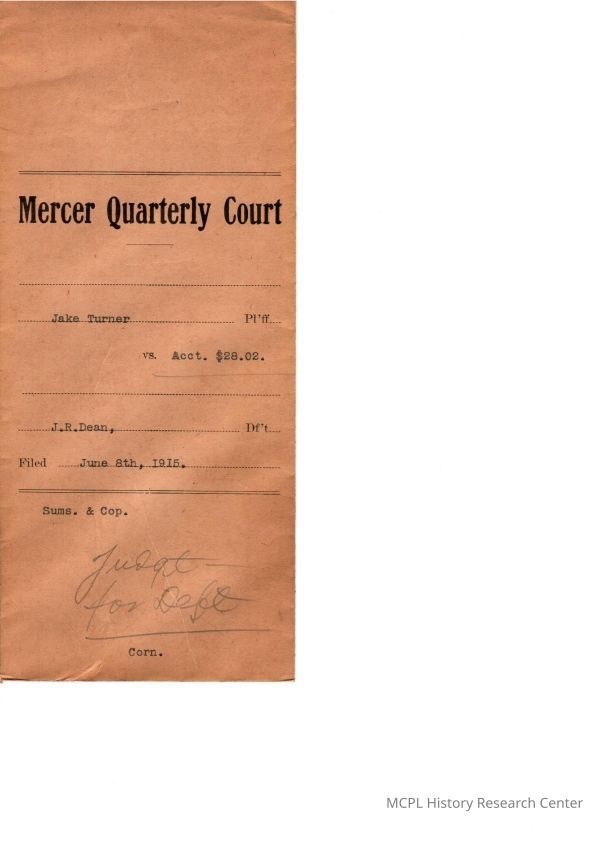 Mercer Quarterly Court
Jake Turner Pl'ff.
vs. Acct. $28.02.
J.R.Dean, Df't.
Filed June 8th, 1915.
Sums. & Cop.
Judgt
for Deft
Corn.
MCPL History Research Center